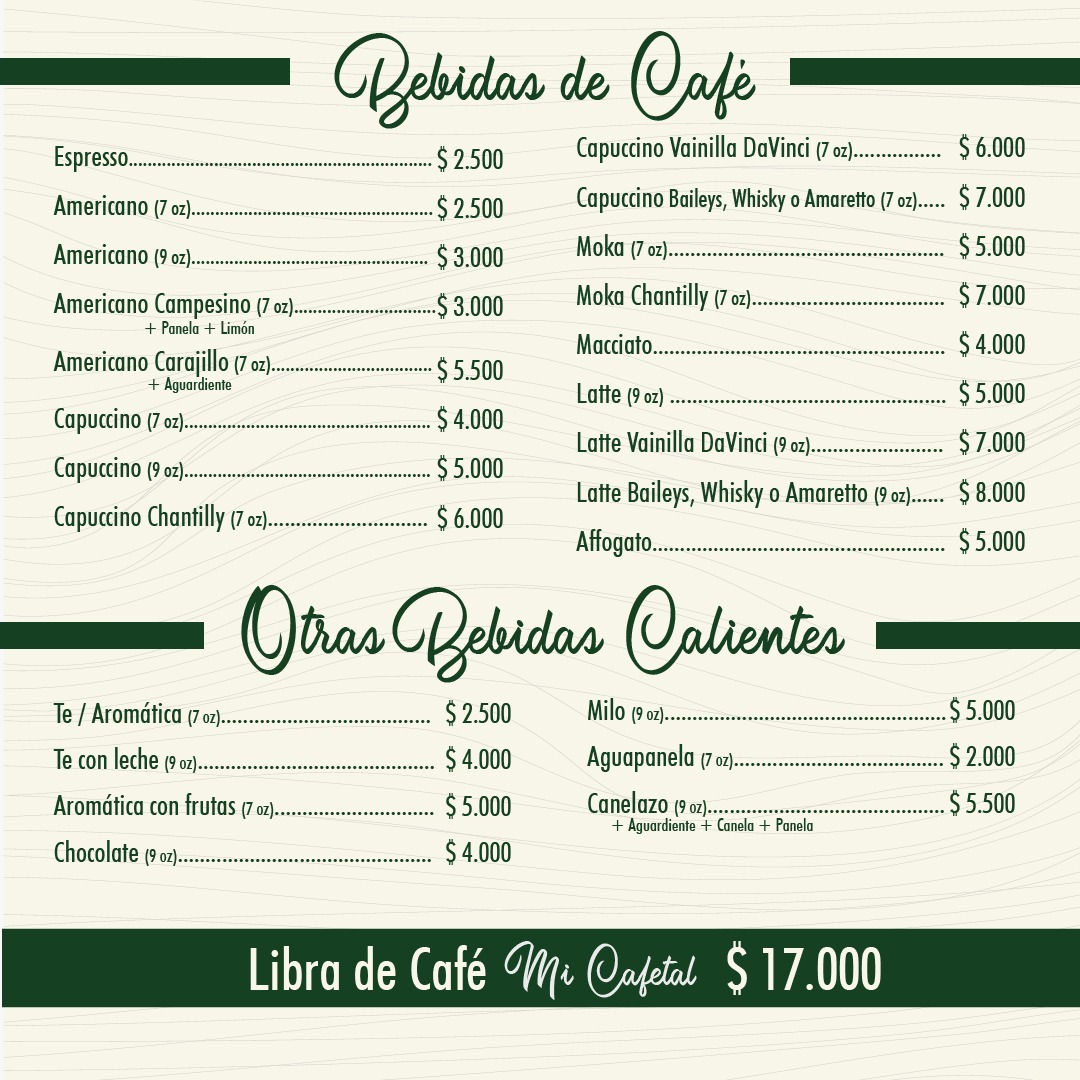 Bebidas de Café
Espresso.......................................................................... $ 2.500
Americano (7 oz)............................................................ $ 2.500
Americano (9 oz)........................................................... $ 3.000
Americano Campesino (7 oz)...................................$ 3.000
+ Panela + Limón
Americano Carajillo (7 oz)........................................ $ 5.500
+ Aguardiente
Capuccino (7 oz)............................................................. $ 4.000
Capuccino (9 oz)............................................................. $ 5.000
Capuccino Chantilly (7 oz)....................................... $ 6.000
Capuccino Vainilla DaVinci (7 oz)................ $ 6.000
Capuccino Baileys, Whisky o Amaretto (7 oz)..... $ 7.000
Moka (7 oz).................................................... $ 5.000
Moka Chantilly (7 oz).................................... $ 7.000
Macciato....................................................... $ 4.000
Latte (9 oz) .................................................... $ 5.000
Latte Vainilla DaVinci (9 oz)......................... $ 7.000
Latte Baileys, Whisky o Amaretto (9 oz)...... $ 8.000
Affogato....................................................... $ 5.000
Otras Bebidas Calientes
Te / Aromática (7 oz)....................................... $ 2.500
Te con leche (9 oz)............................................ $ 4.000
Aromática con frutas (7 oz)............................. $ 5.000
Chocolate (9 oz)............................................... $ 4.000
Milo (9 oz).....................................................$ 5.000
Aguapanela (7 oz)....................................... $ 2.000
Canelazo (9 oz)............................................ $ 5.500
+ Aguardiente + Canela + Panela
Libra de Café Mi Cafetal $ 17.000